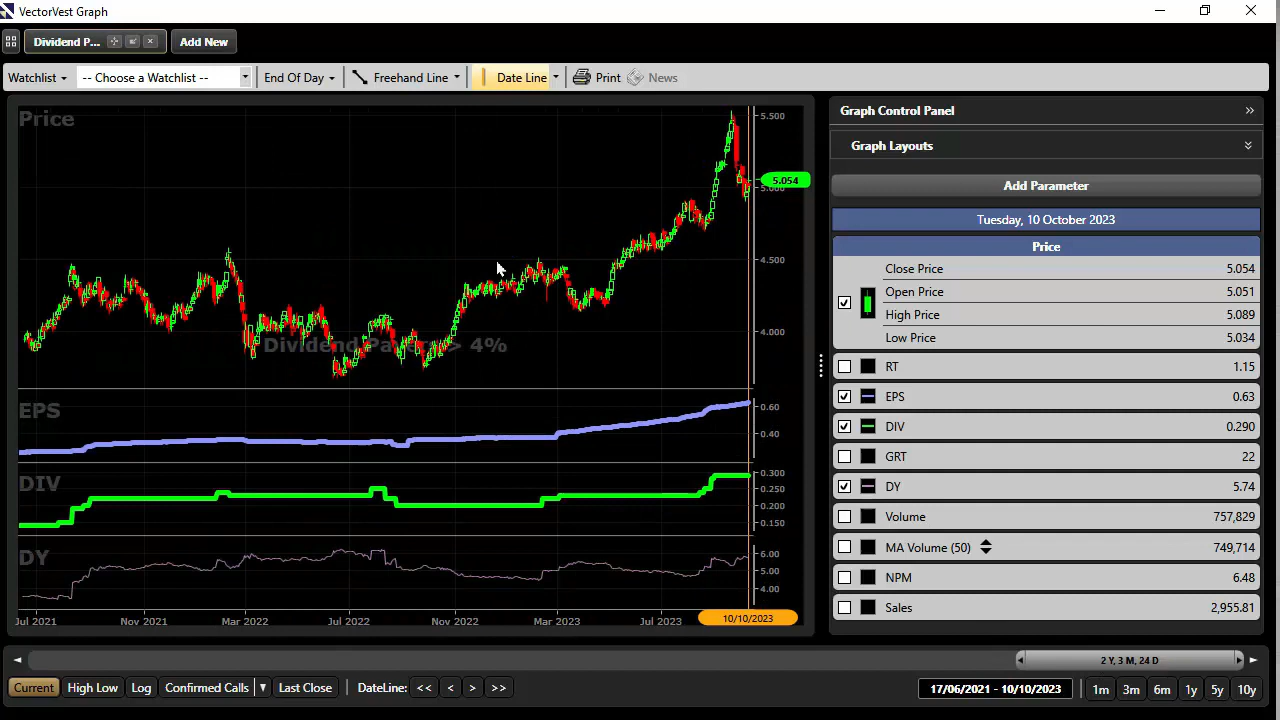 VectorVest Graph
Dividend P... Add New
Watchlist -- Choose a Watchlist -- End Of Day Freehand Line Date Line Print News
Price
5.500
5.054
5.000
4.500
4.000
Dividend Payers > 4%
EPS
0.60
0.40
DIV
0.300
0.250
0.200
0.150
DY
6.00
5.00
4.00
Jul 2021 Nov 2021 Mar 2022 Jul 2022 Nov 2022 Mar 2023 Jul 2023 10/10/2023
Graph Control Panel
Graph Layouts
Add Parameter
Tuesday, 10 October 2023
Price
Close Price 5.054
Open Price 5.051
High Price 5.089
Low Price 5.034
RT 1.15
EPS 0.63
DIV 0.290
GRT 22
DY 5.74
Volume 757,829
MA Volume (50) 749,714
NPM 6.48
Sales 2,955.81
2 Y, 3 M, 24 D
Current High Low Log Confirmed Calls Last Close DateLine: << < > >> 17/06/2021 - 10/10/2023 1m 3m 6m 1y 5y 10y